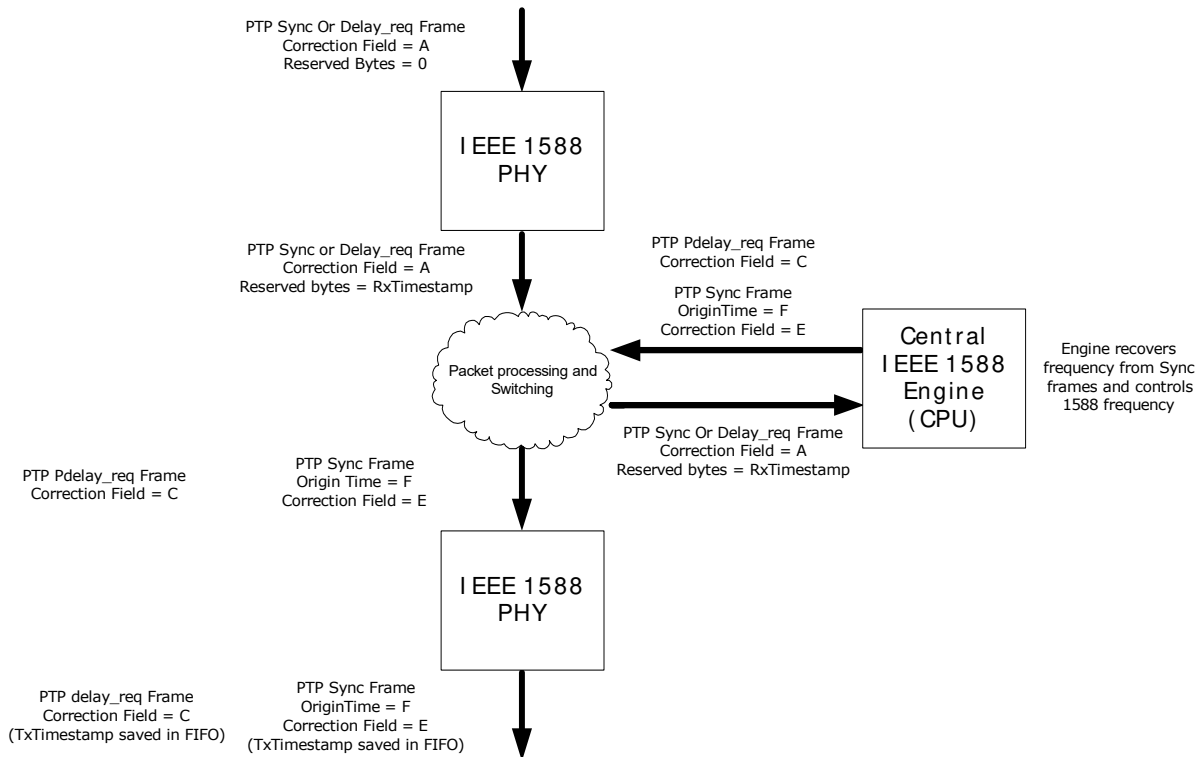 PTP Sync Or Delay_req Frame
Correction Field = A
Reserved Bytes = 0
IEEE 1588
PHY
PTP Sync or Delay_req Frame
Correction Field = A
Reserved bytes = RxTimestamp
PTP Pdelay_req Frame
Correction Field = C
PTP Sync Frame
OriginTime = F
Correction Field = E
Packet processing and
Switching
Central
IEEE 1588
Engine
(CPU)
Engine recovers
frequency from Sync
frames and controls
1588 frequency
PTP Sync Or Delay_req Frame
Correction Field = A
Reserved bytes = RxTimestamp
PTP Pdelay_req Frame
Correction Field = C
PTP Sync Frame
Origin Time = F
Correction Field = E
IEEE 1588
PHY
PTP delay_req Frame
Correction Field = C
(TxTimestamp saved in FIFO)
PTP Sync Frame
OriginTime = F
Correction Field = E
(TxTimestamp saved in FIFO)